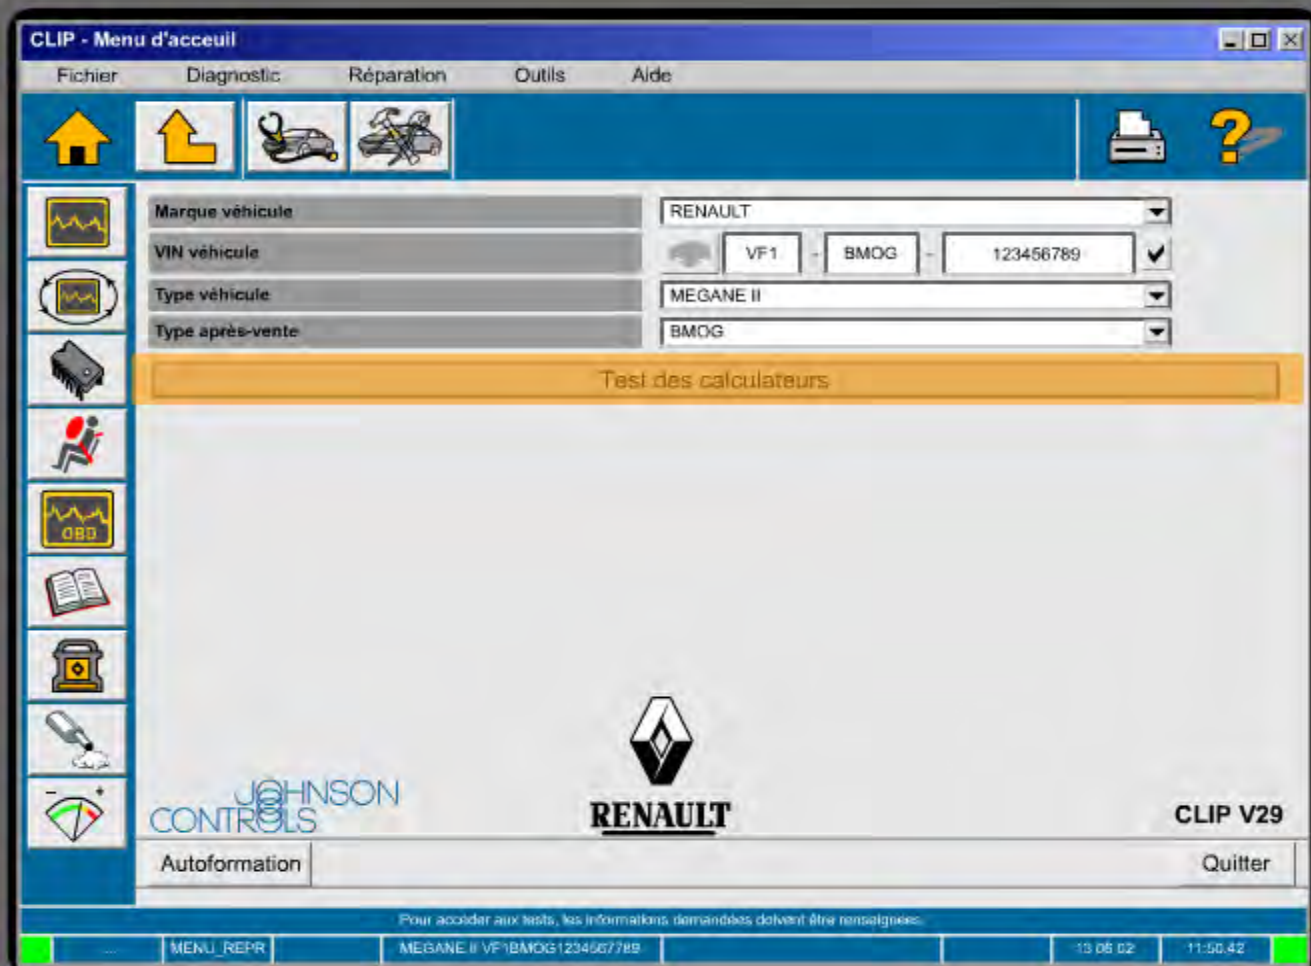 CLIP - Menu d'acceuil
Fichier Diagnostic Réparation Outils Aide
Marque véhicule RENAULT
VIN véhicule VF1 - BMOG - 123456789
Type véhicule MEGANE II
Type après-vente BMOG
Test des calculateurs
OBD
JOHNSON
CONTROLS
RENAULT
CLIP V29
Autoformation Quitter
Pour accéder aux tests, les informations demandées doivent être renseignées.
... MENU_REPR MEGANE II VF1BMOG1234567789 13 06 02 11:50.42